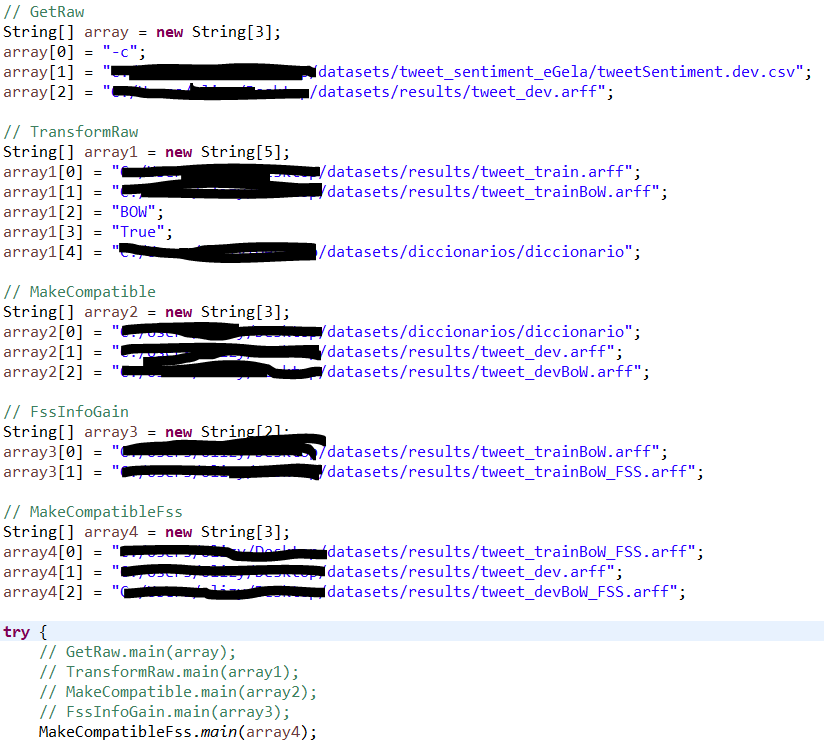 // GetRaw
String[] array = new String[3];
array[0] = "-c";
array[1] = "/datasets/tweet_sentiment_eGela/tweetSentiment.dev.csv";
array[2] = "/datasets/results/tweet_dev.arff";
// TransformRaw
String[] array1 = new String[5];
array1[0] = "/datasets/results/tweet_train.arff";
array1[1] = "/datasets/results/tweet_trainBoW.arff";
array1[2] = "BOW";
array1[3] = "True";
array1[4] = "/datasets/diccionarios/diccionario";
// MakeCompatible
String[] array2 = new String[3];
array2[0] = "/datasets/diccionarios/diccionario";
array2[1] = "/datasets/results/tweet_dev.arff";
array2[2] = "/datasets/results/tweet_devBoW.arff";
// FssInfoGain
String[] array3 = new String[2];
array3[0] = "/datasets/results/tweet_trainBoW.arff";
array3[1] = "/datasets/results/tweet_trainBoW_FSS.arff";
// MakeCompatibleFss
String[] array4 = new String[3];
array4[0] = "/datasets/results/tweet_trainBoW_FSS.arff";
array4[1] = "/datasets/results/tweet_dev.arff";
array4[2] = "/datasets/results/tweet_devBoW_FSS.arff";
try {
// GetRaw.main(array);
// TransformRaw.main(array1);
// MakeCompatible.main(array2);
// FssInfoGain.main(array3);
MakeCompatibleFss.main(array4);